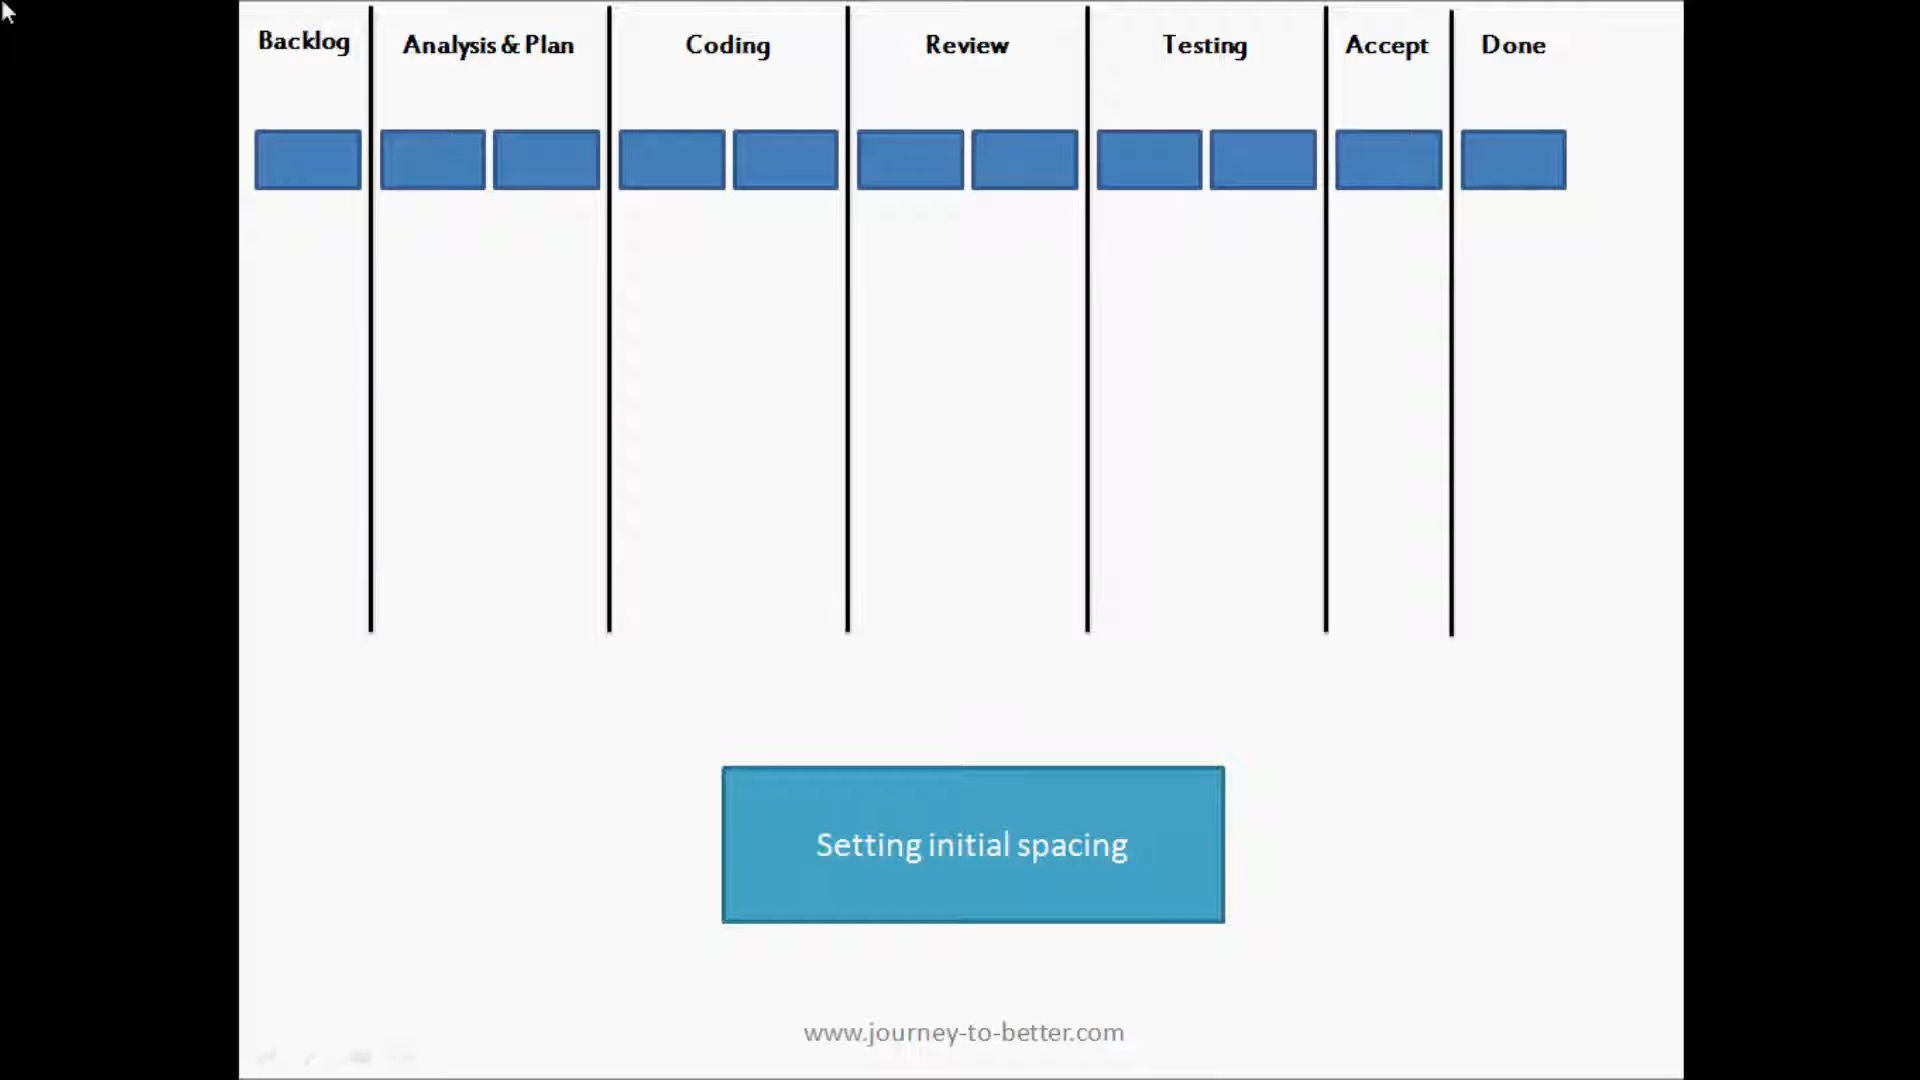 Backlog
Analysis & Plan
Coding
Review
Testing
Accept
Done
Setting initial spacing
www.journey-to-better.com